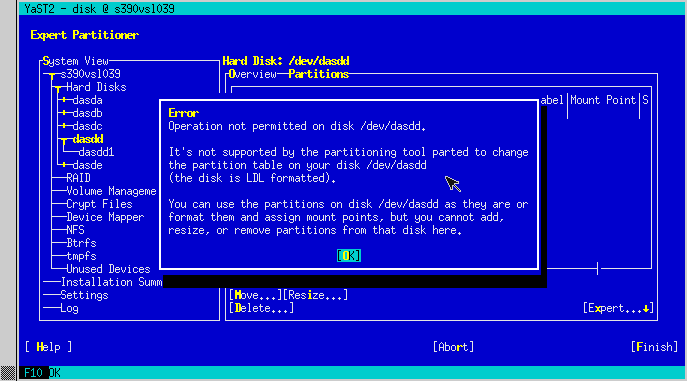 YaST2 - disk @ s390vsl039
Expert Partitioner
System View
s390vsl039
Hard Disks
dasda
dasdb
dasdc
dasdd
dasdd1
dasde
RAID
Volume Manageme
Crypt Files
Device Mapper
NFS
Btrfs
tmpfs
Unused Devices
Installation Summ
Settings
Log
Hard Disk: /dev/dasdd
Overview Partitions
abel Mount Point S
Error
Operation not permitted on disk /dev/dasdd.
It's not supported by the partitioning tool parted to change
the partition table on your disk /dev/dasdd
(the disk is LDL formatted).
You can use the partitions on disk /dev/dasdd as they are or
format them and assign mount points, but you cannot add,
resize, or remove partitions from that disk here.
[OK]
[Move...][Resize...]
[Delete...] [Expert...↓]
[ Help ] [Abort] [Finish]
F10 OK